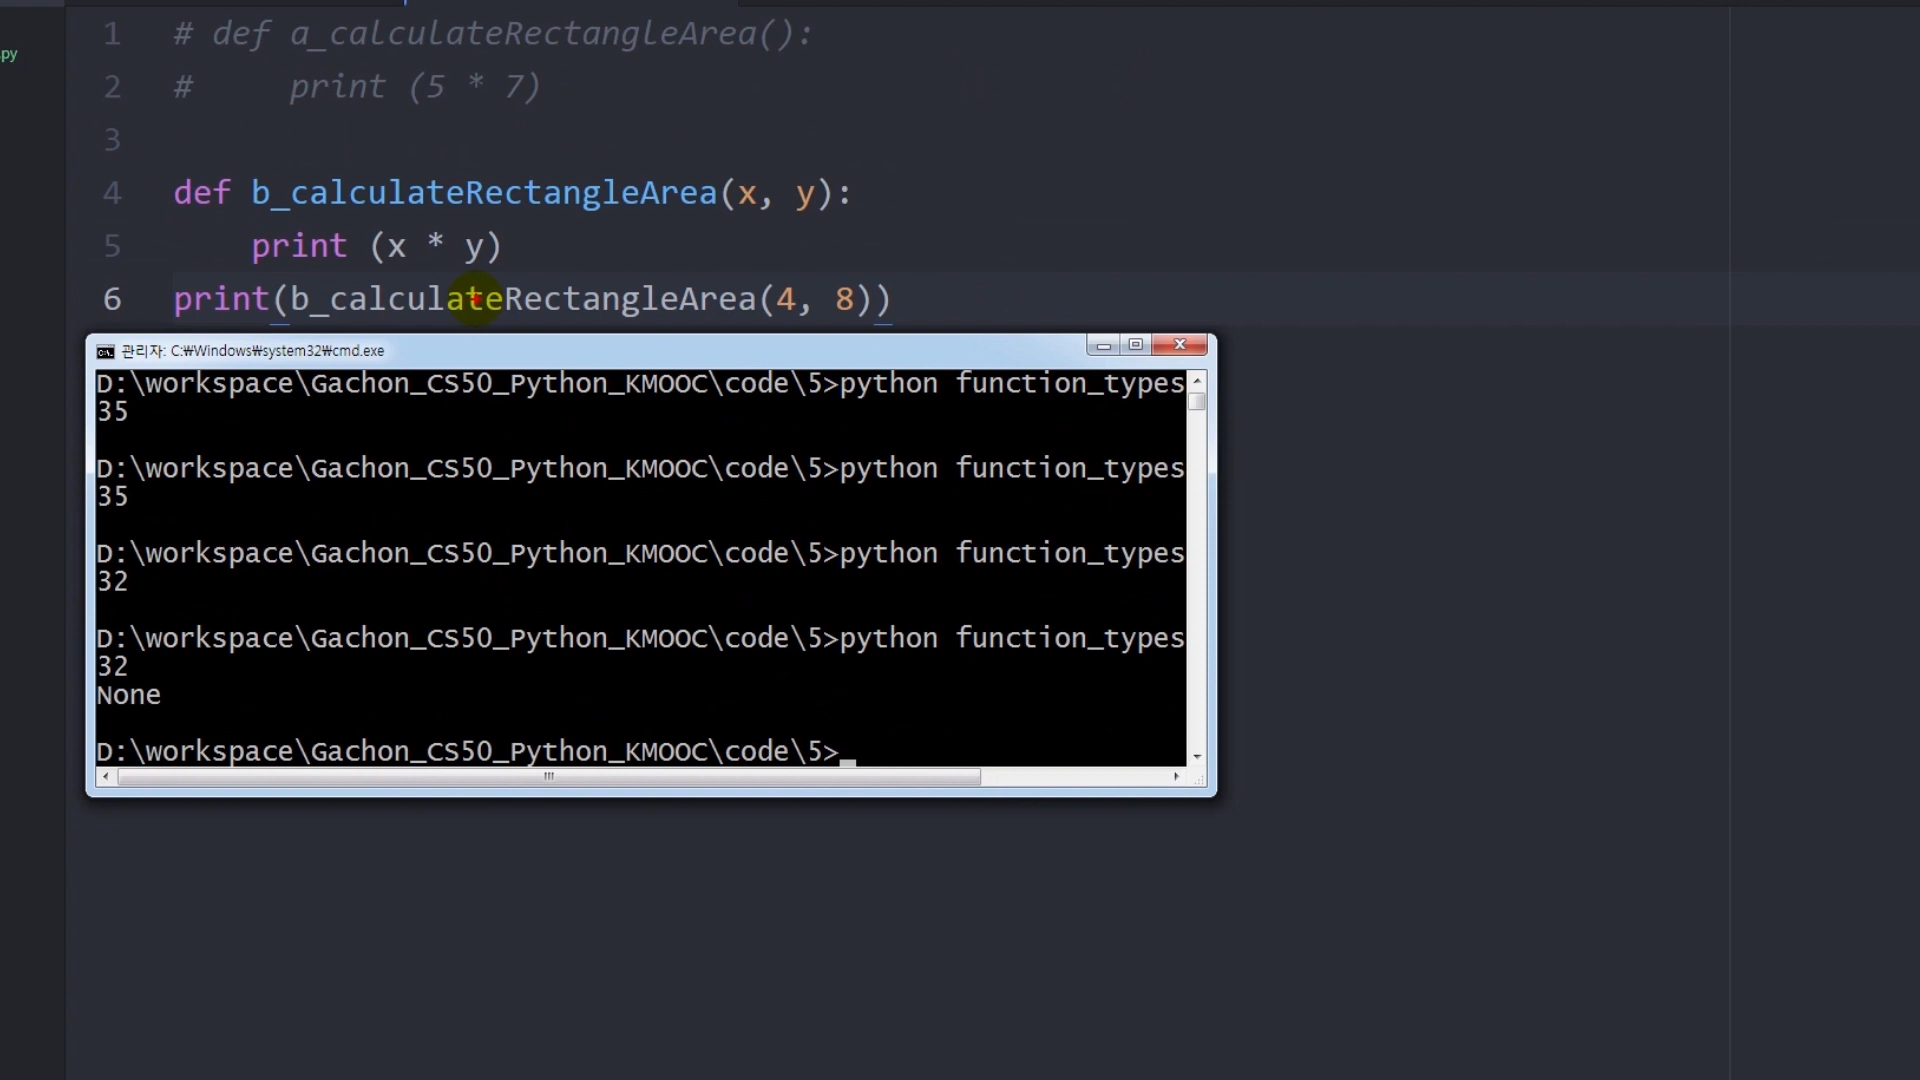 py
1 # def a_calculateRectangleArea():
2 #     print (5 * 7)
3
4 def b_calculateRectangleArea(x, y):
5     print (x * y)
6 print(b_calculateRectangleArea(4, 8))
관리자: C:₩Windows₩system32₩cmd.exe
D:\workspace\Gachon_CS50_Python_KMOOC\code\5>python function_types
35
D:\workspace\Gachon_CS50_Python_KMOOC\code\5>python function_types
35
D:\workspace\Gachon_CS50_Python_KMOOC\code\5>python function_types
32
D:\workspace\Gachon_CS50_Python_KMOOC\code\5>python function_types
32
None
D:\workspace\Gachon_CS50_Python_KMOOC\code\5>